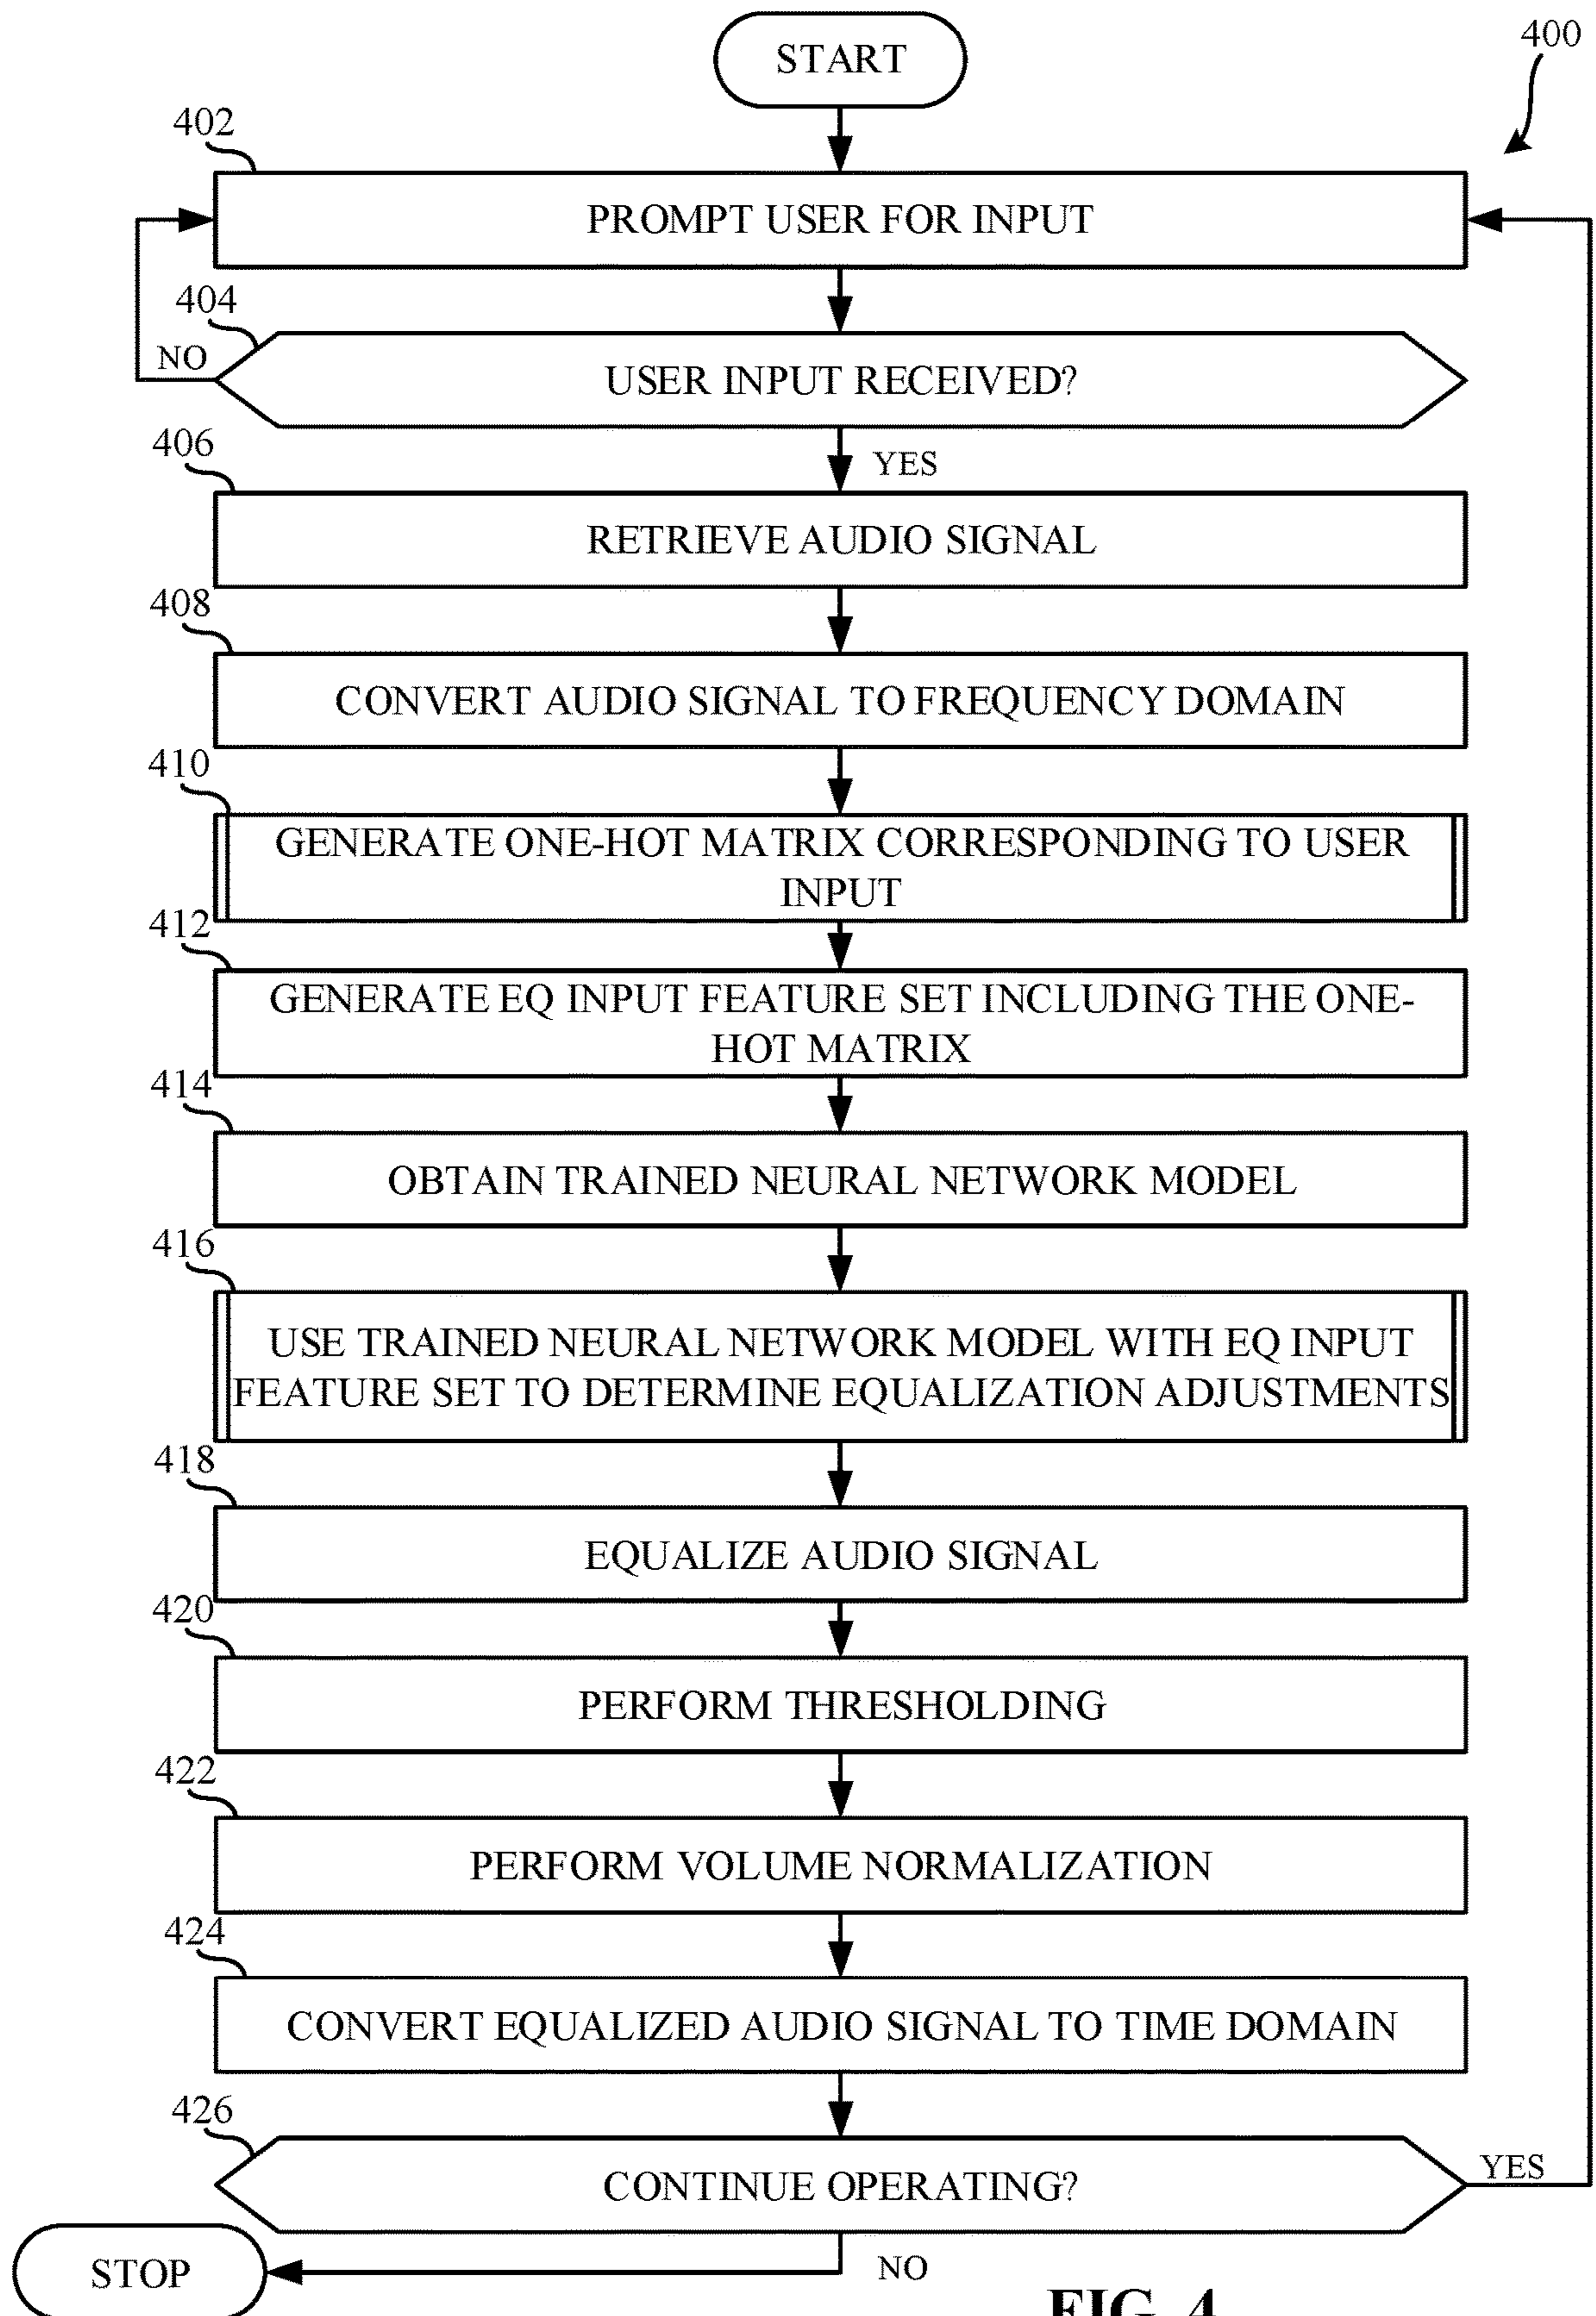 START
400
402
PROMPT USER FOR INPUT
404
NO
USER INPUT RECEIVED?
406
YES
RETRIEVE AUDIO SIGNAL
408
CONVERT AUDIO SIGNAL TO FREQUENCY DOMAIN
410
GENERATE ONE-HOT MATRIX CORRESPONDING TO USER
INPUT
412
GENERATE EQ INPUT FEATURE SET INCLUDING THE ONE-
HOT MATRIX
414
OBTAIN TRAINED NEURAL NETWORK MODEL
416
USE TRAINED NEURAL NETWORK MODEL WITH EQ INPUT
FEATURE SET TO DETERMINE EQUALIZATION ADJUSTMENTS
418
EQUALIZE AUDIO SIGNAL
420
PERFORM THRESHOLDING
422
PERFORM VOLUME NORMALIZATION
424
CONVERT EQUALIZED AUDIO SIGNAL TO TIME DOMAIN
426
CONTINUE OPERATING?
YES
STOP
NO
FIG. 4